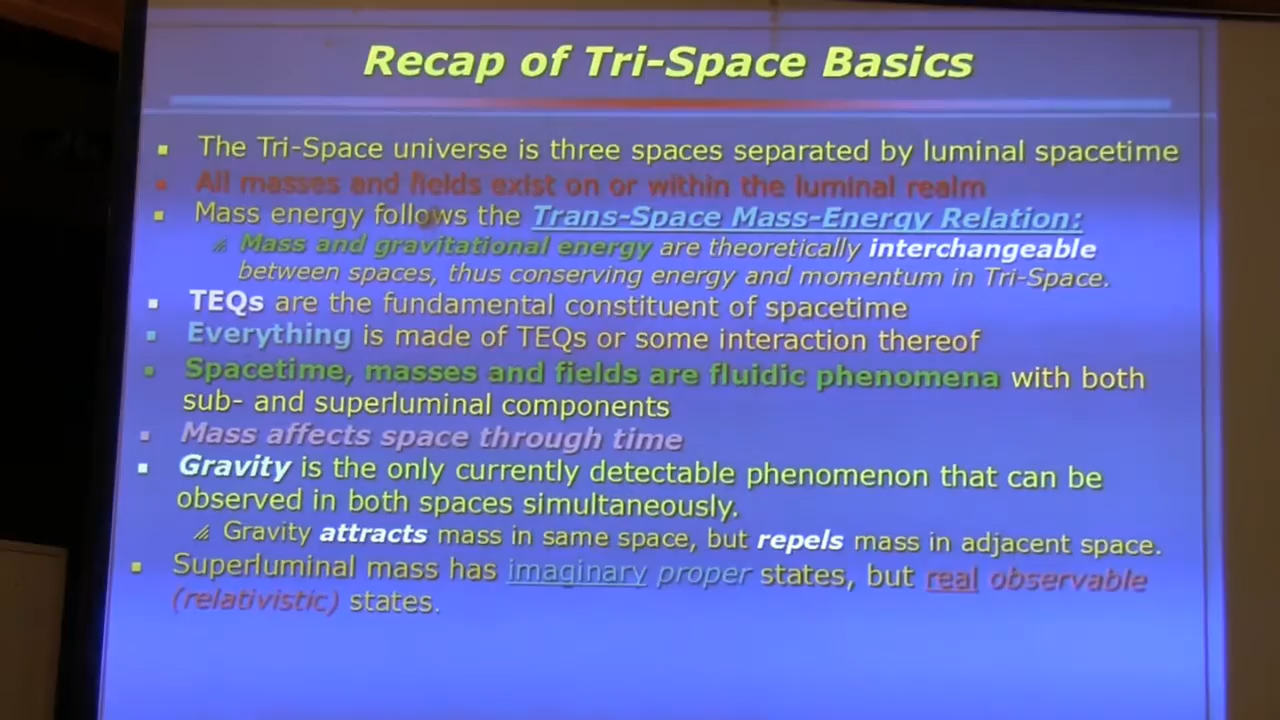 Recap of Tri-Space Basics
The Tri-Space universe is three spaces separated by luminal spacetime
All masses and fields exist on or within the luminal realm
Mass energy follows the Trans-Space Mass-Energy Relation:
Mass and gravitational energy are theoretically interchangeable
between spaces, thus conserving energy and momentum in Tri-Space.
TEQs are the fundamental constituent of spacetime
Everything is made of TEQs or some interaction thereof
Spacetime, masses and fields are fluidic phenomena with both
sub- and superluminal components
Mass affects space through time
Gravity is the only currently detectable phenomenon that can be
observed in both spaces simultaneously.
Gravity attracts mass in same space, but repels mass in adjacent space.
Superluminal mass has imaginary proper states, but real observable
(relativistic) states.